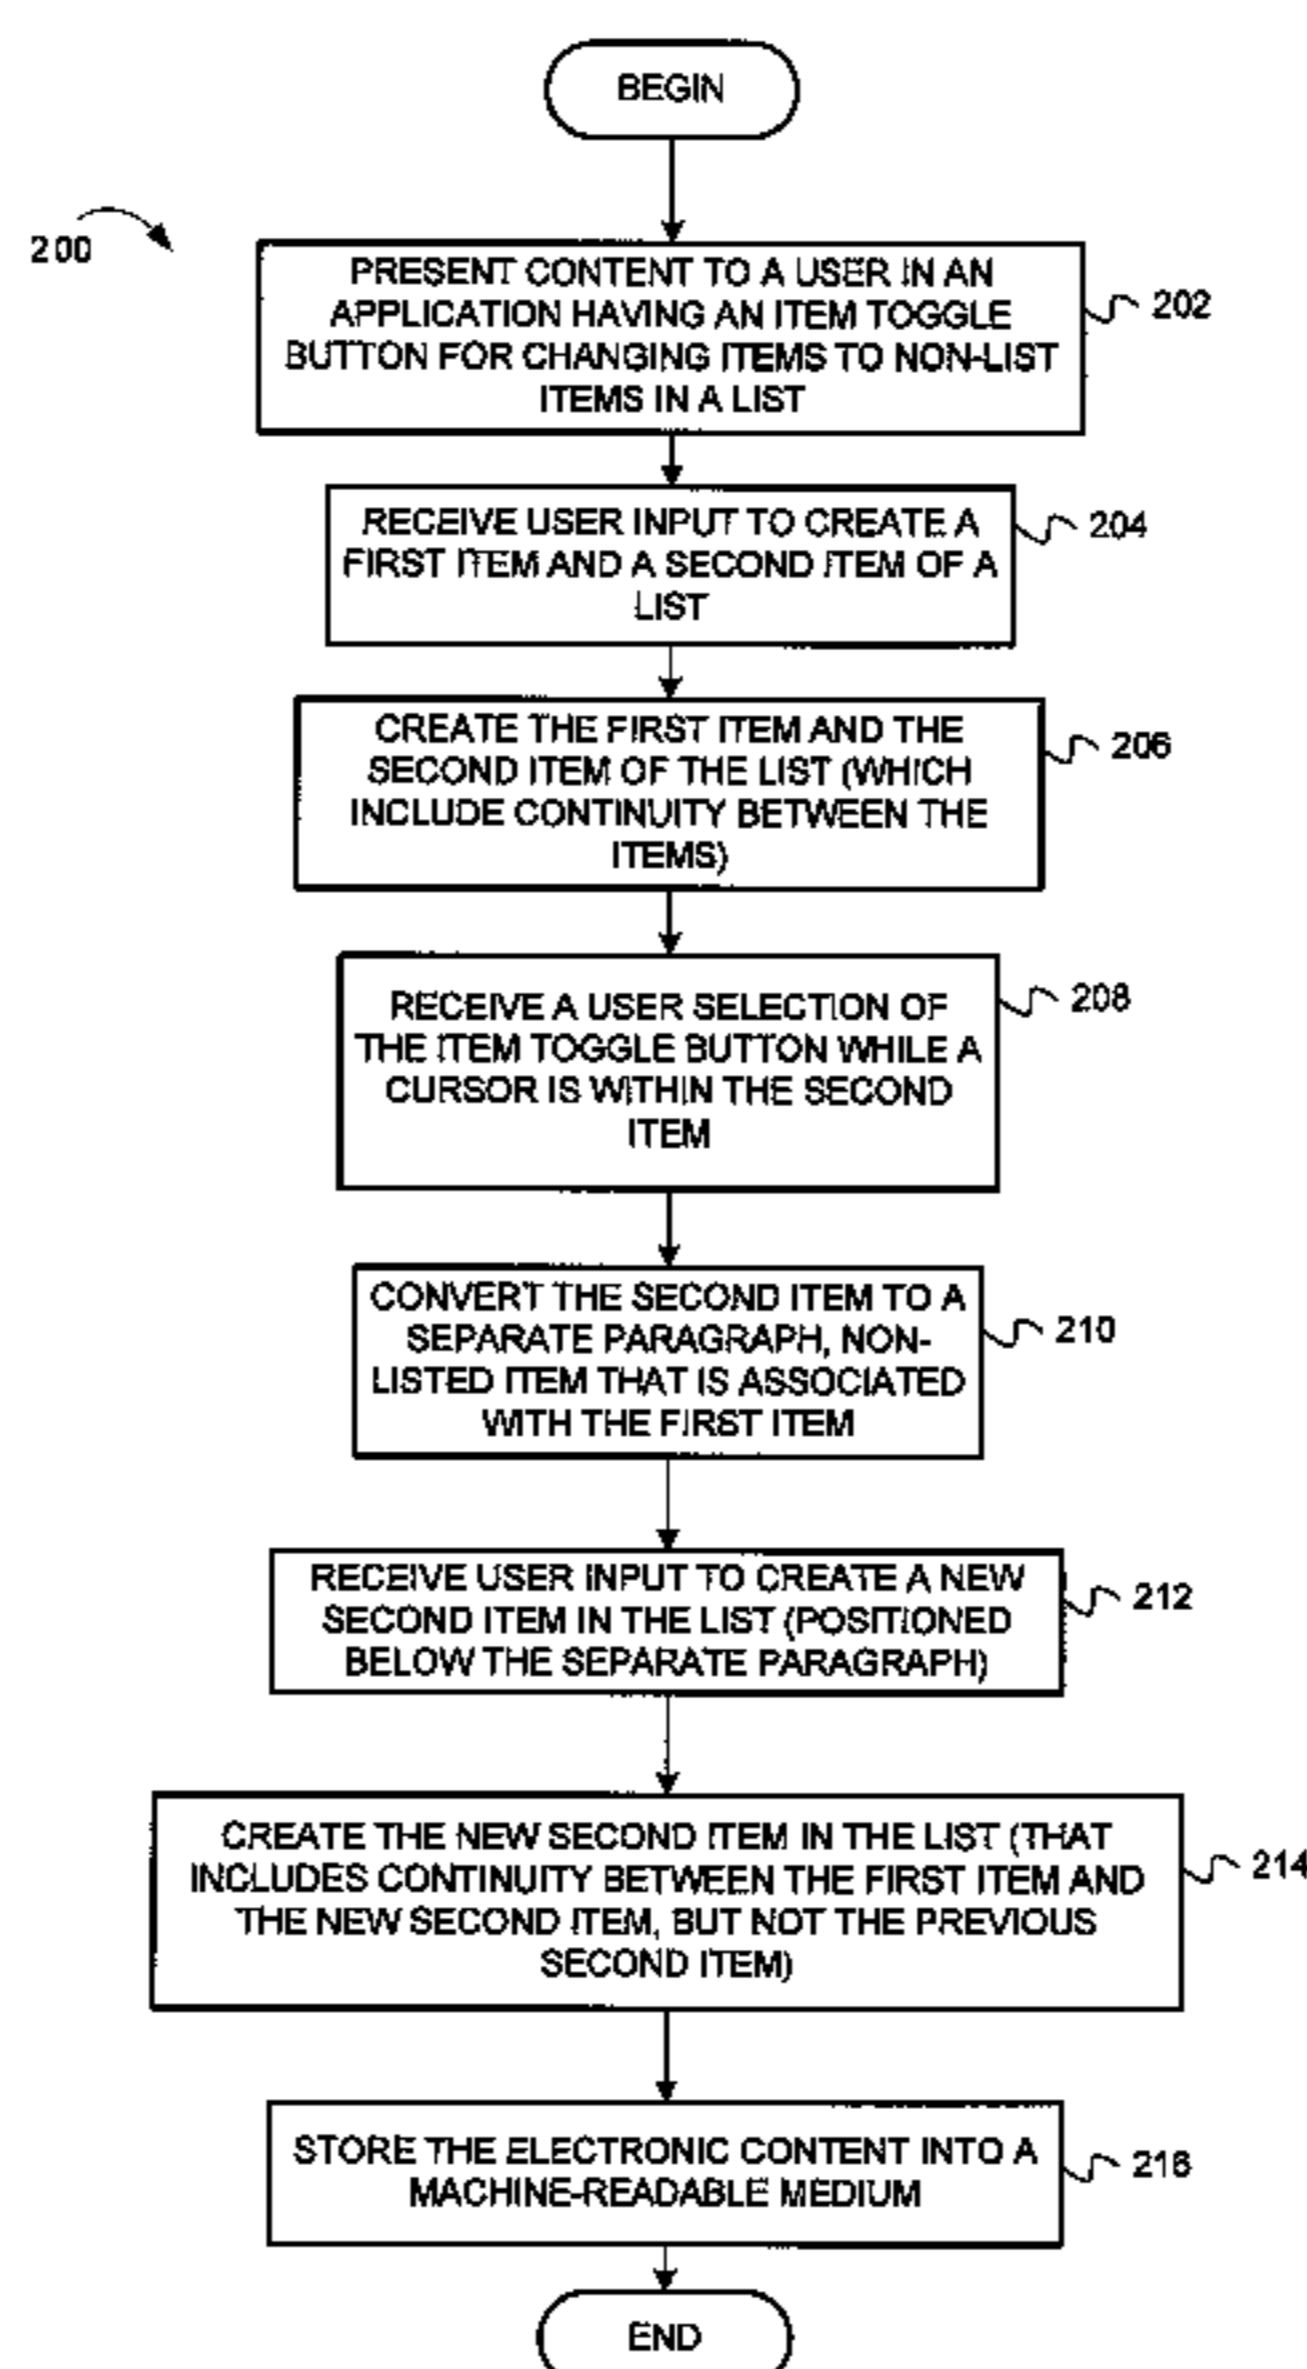 BEGIN
200
PRESENT CONTENT TO A USER IN AN
APPLICATION HAVING AN ITEM TOGGLE
BUTTON FOR CHANGING ITEMS TO NON-LIST
ITEMS IN A LIST
202
RECEIVE USER INPUT TO CREATE A
FIRST ITEM AND A SECOND ITEM OF A
LIST
204
CREATE THE FIRST ITEM AND THE
SECOND ITEM OF THE LIST (WHICH
INCLUDE CONTINUITY BETWEEN THE
ITEMS)
206
RECEIVE A USER SELECTION OF
THE ITEM TOGGLE BUTTON WHILE A
CURSOR IS WITHIN THE SECOND
ITEM
208
CONVERT THE SECOND ITEM TO A
SEPARATE PARAGRAPH, NON-
LISTED ITEM THAT IS ASSOCIATED
WITH THE FIRST ITEM
210
RECEIVE USER INPUT TO CREATE A NEW
SECOND ITEM IN THE LIST (POSITIONED
BELOW THE SEPARATE PARAGRAPH)
212
CREATE THE NEW SECOND ITEM IN THE LIST (THAT
INCLUDES CONTINUITY BETWEEN THE FIRST ITEM AND
THE NEW SECOND ITEM, BUT NOT THE PREVIOUS
SECOND ITEM)
214
STORE THE ELECTRONIC CONTENT INTO A
MACHINE-READABLE MEDIUM
216
END